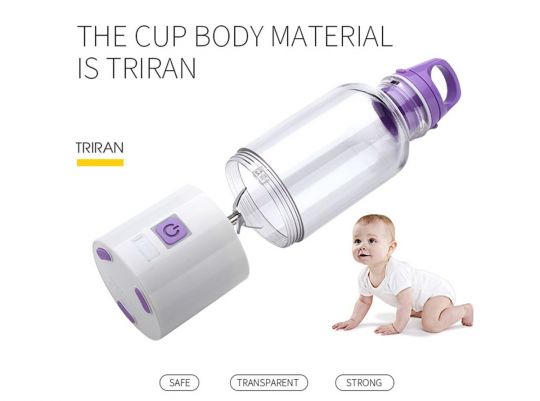 THE CUP BODY MATERIAL
IS TRIRAN
TRIRAN
SAFE
TRANSPARENT
STRONG